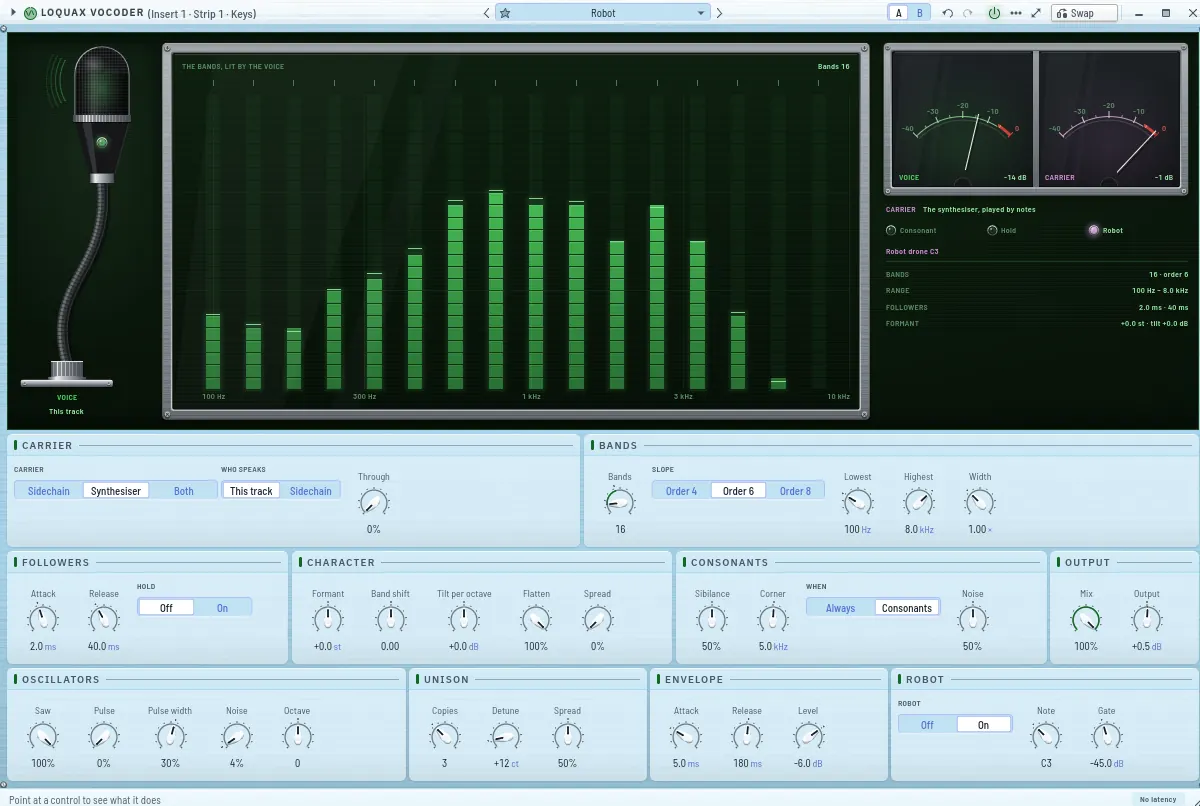 LOQUAX VOCODER (Insert 1 · Strip 1 · Keys)
Robot
A B
Swap
THE BANDS, LIT BY THE VOICE
Bands 16
100 Hz 300 Hz 1 kHz 3 kHz 10 kHz
VOICE
This track
-40 -30 -20 -10 0
VOICE -14 dB
-40 -30 -20 -10 0
CARRIER -1 dB
CARRIER The synthesiser, played by notes
Consonant Hold Robot
Robot drone C3
BANDS 16 · order 6
RANGE 100 Hz – 8.0 kHz
FOLLOWERS 2.0 ms · 40 ms
FORMANT +0.0 st · tilt +0.0 dB
CARRIER
CARRIER WHO SPEAKS Through
Sidechain Synthesiser Both This track Sidechain
0%
BANDS
Bands SLOPE Lowest Highest Width
Order 4 Order 6 Order 8
16 100 Hz 8.0 kHz 1.00 ×
FOLLOWERS
Attack Release HOLD
Off On
2.0 ms 40.0 ms
CHARACTER
Formant Band shift Tilt per octave Flatten Spread
+0.0 st 0.00 +0.0 dB 100% 0%
CONSONANTS
Sibilance Corner WHEN Noise
Always Consonants
50% 5.0 kHz 50%
OUTPUT
Mix Output
100% +0.5 dB
OSCILLATORS
Saw Pulse Pulse width Noise Octave
100% 0% 30% 4% 0
UNISON
Copies Detune Spread
3 +12 ct 50%
ENVELOPE
Attack Release Level
5.0 ms 180 ms -6.0 dB
ROBOT
ROBOT Note Gate
Off On
C3 -45.0 dB
Point at a control to see what it does
No latency